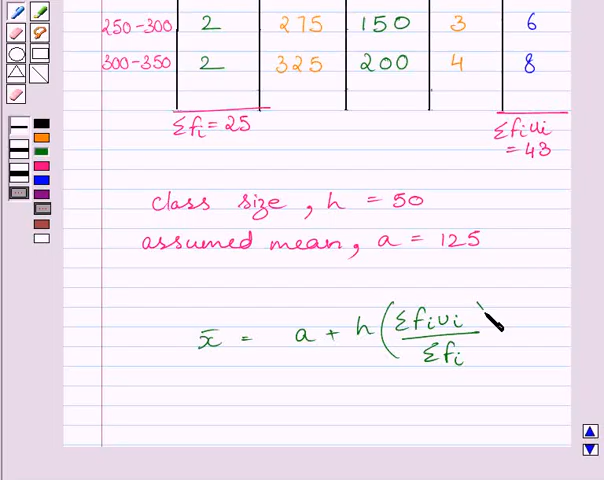 250-300 2 275 150 3 6
300-350 2 325 200 4 8
Σfi = 25 Σfiui = 43
class size, h = 50
assumed mean, a = 125
x̄ = a + h (Σfiui / Σfi)